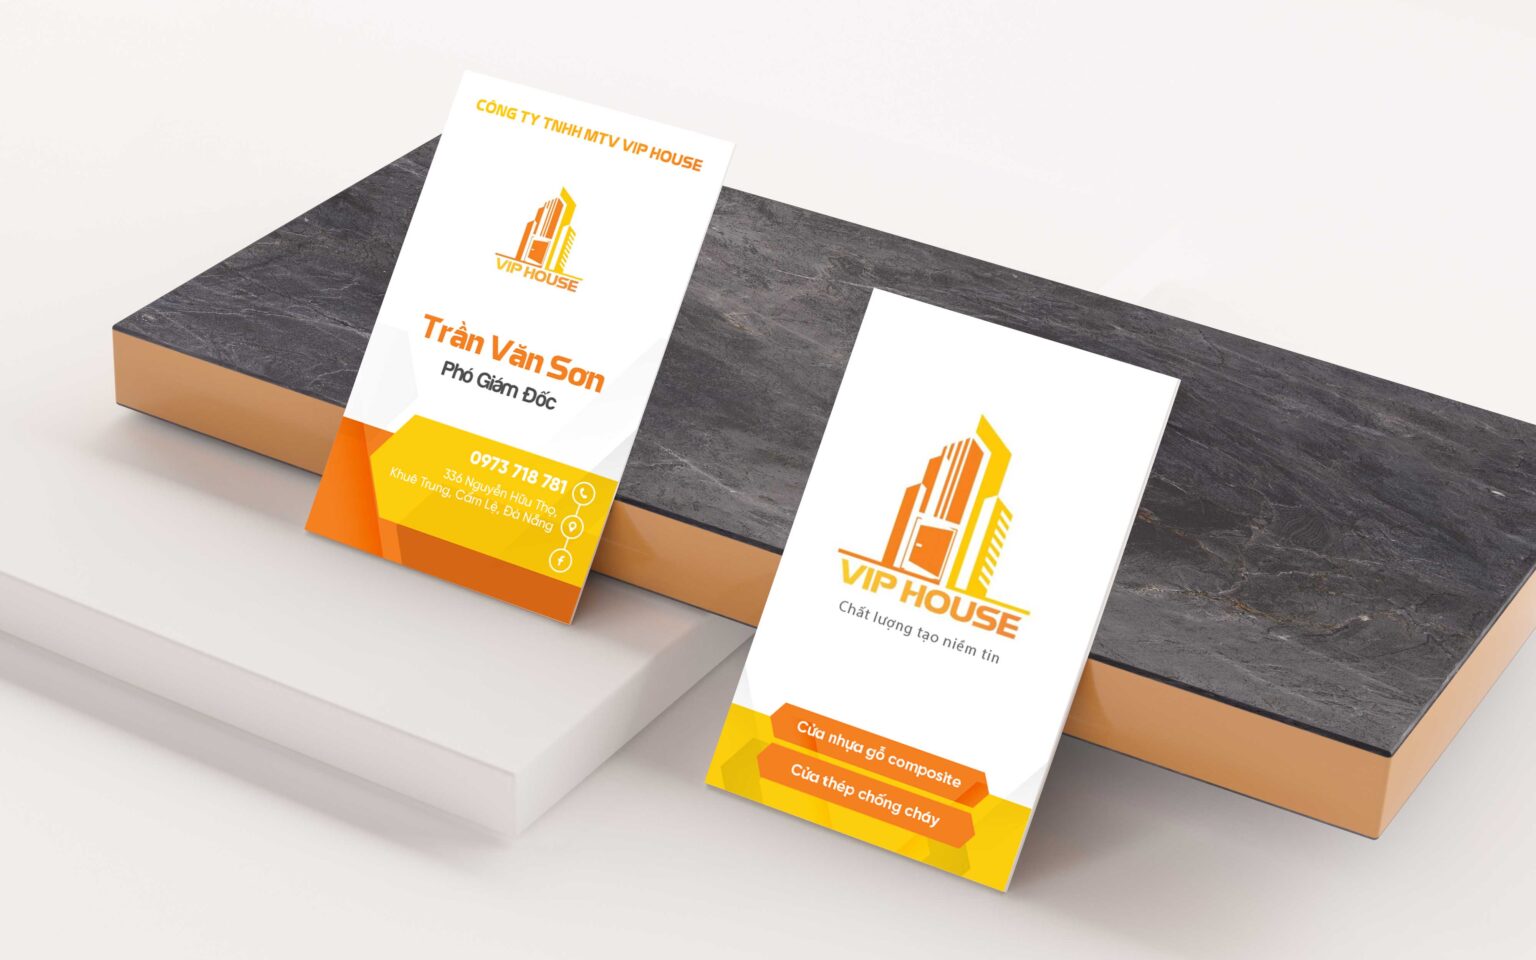 CÔNG TY TNHH MTV VIP HOUSE
VIP HOUSE
Trần Văn Sơn
Phó Giám Đốc
0973 718 781
336 Nguyễn Hữu Thọ,
Khuê Trung, Cẩm Lệ, Đà Nẵng
VIP HOUSE
Chất lượng tạo niềm tin
Cửa nhựa gỗ composite
Cửa thép chống cháy